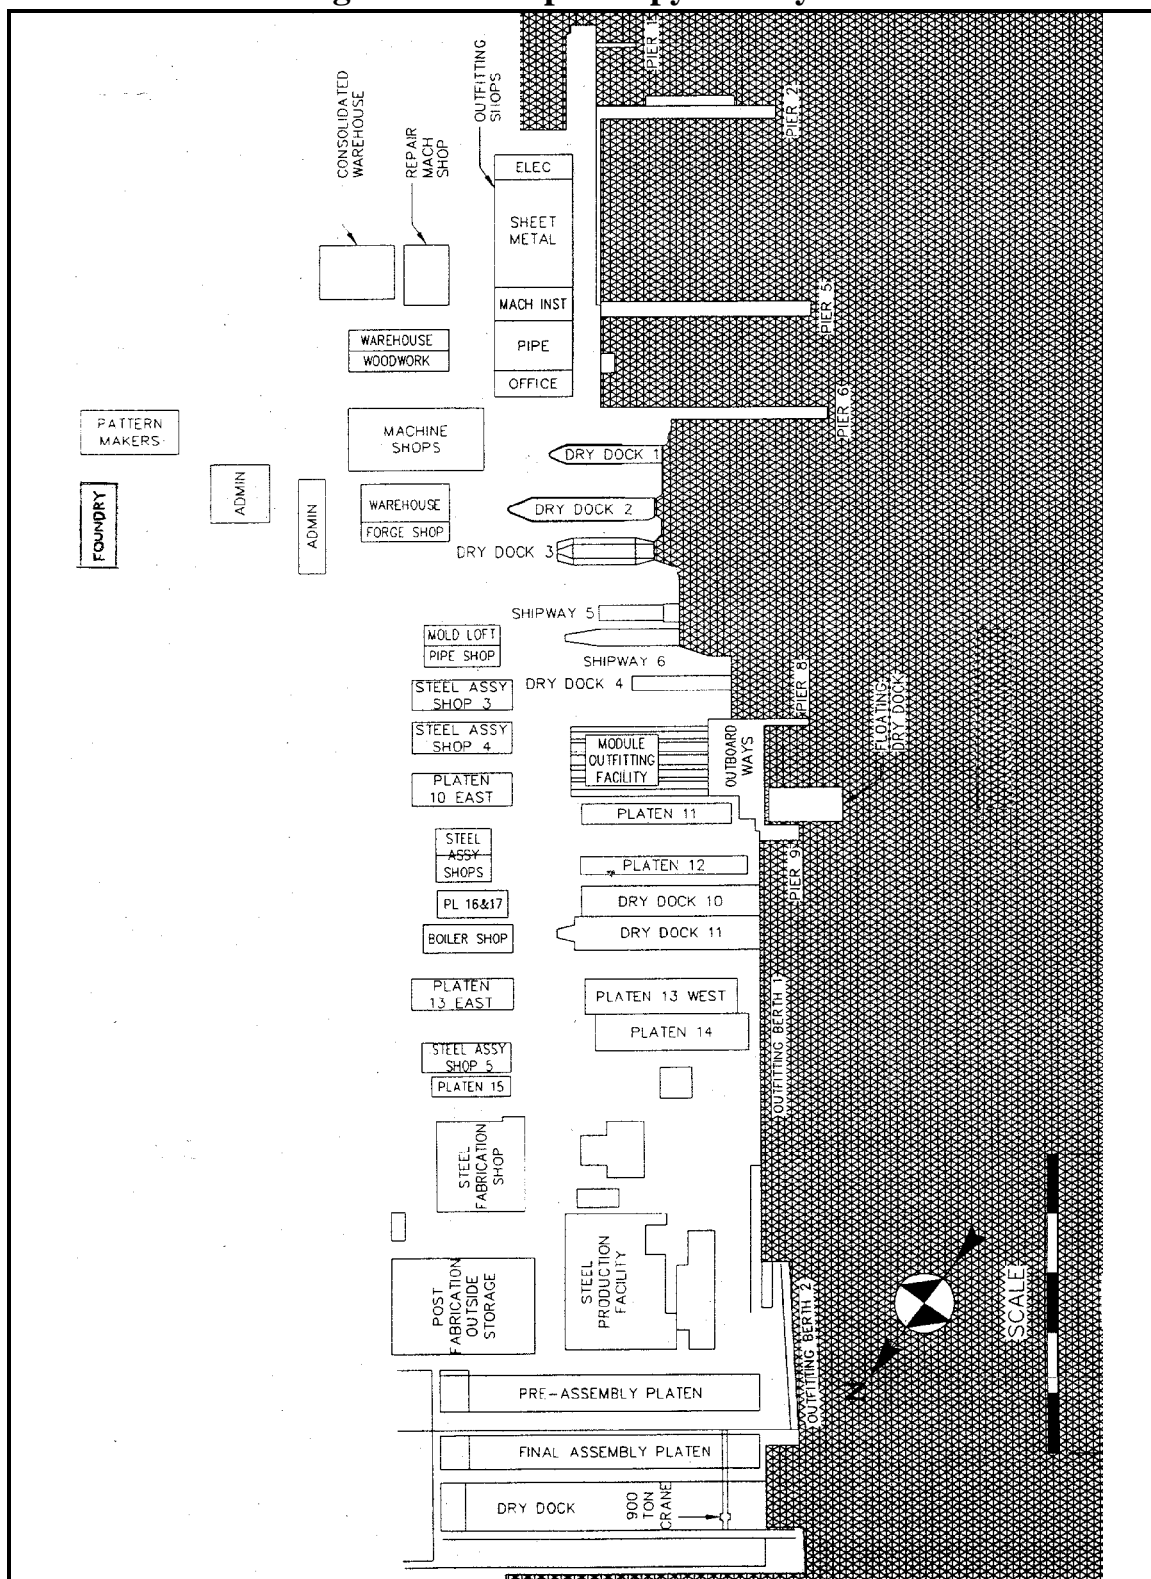 PIER 1
OUTFITTING
SHOPS
CONSOLIDATED
WAREHOUSE
REPAIR
MACH
SHOP
PIER 2
ELEC
SHEET
METAL
MACH INST
PIER 5
WAREHOUSE
WOODWORK
PIPE
OFFICE
PIER 6
PATTERN
MAKERS
MACHINE
SHOPS
DRY DOCK 1
ADMIN
FOUNDRY
ADMIN
WAREHOUSE
FORGE SHOP
DRY DOCK 2
DRY DOCK 3
SHIPWAY 5
MOLD LOFT
PIPE SHOP
SHIPWAY 6
DRY DOCK 4
STEEL ASSY
SHOP 3
PIER 8
FLOATING
DRY DOCK
STEEL ASSY
SHOP 4
MODULE
OUTFITTING
FACILITY
OUTBOARD
WAYS
PLATEN
10 EAST
PLATEN 11
STEEL
ASSY
SHOPS
PLATEN 12
PIER 9
PL 16&17
DRY DOCK 10
BOILER SHOP
DRY DOCK 11
PLATEN
13 EAST
PLATEN 13 WEST
PLATEN 14
OUTFITTING BERTH 1
STEEL ASSY
SHOP 5
PLATEN 15
STEEL
FABRICATION
SHOP
POST
FABRICATION
OUTSIDE
STORAGE
STEEL
PRODUCTION
FACILITY
OUTFITTING BERTH 2
N
SCALE
PRE-ASSEMBLY PLATEN
FINAL ASSEMBLY PLATEN
DRY DOCK
900
TON
CRANE